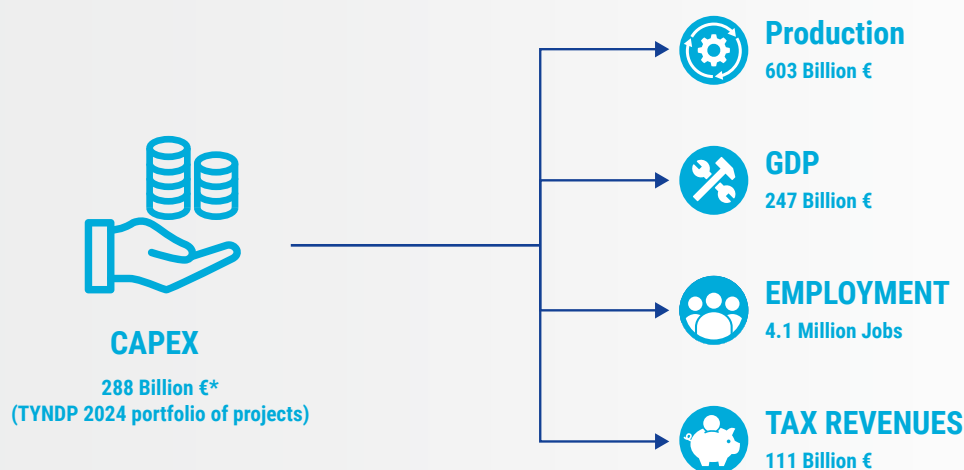 Production
603 Billion €
GDP
247 Billion €
EMPLOYMENT
4.1 Million Jobs
TAX REVENUES
111 Billion €
CAPEX
288 Billion €*
(TYNDP 2024 portfolio of projects)